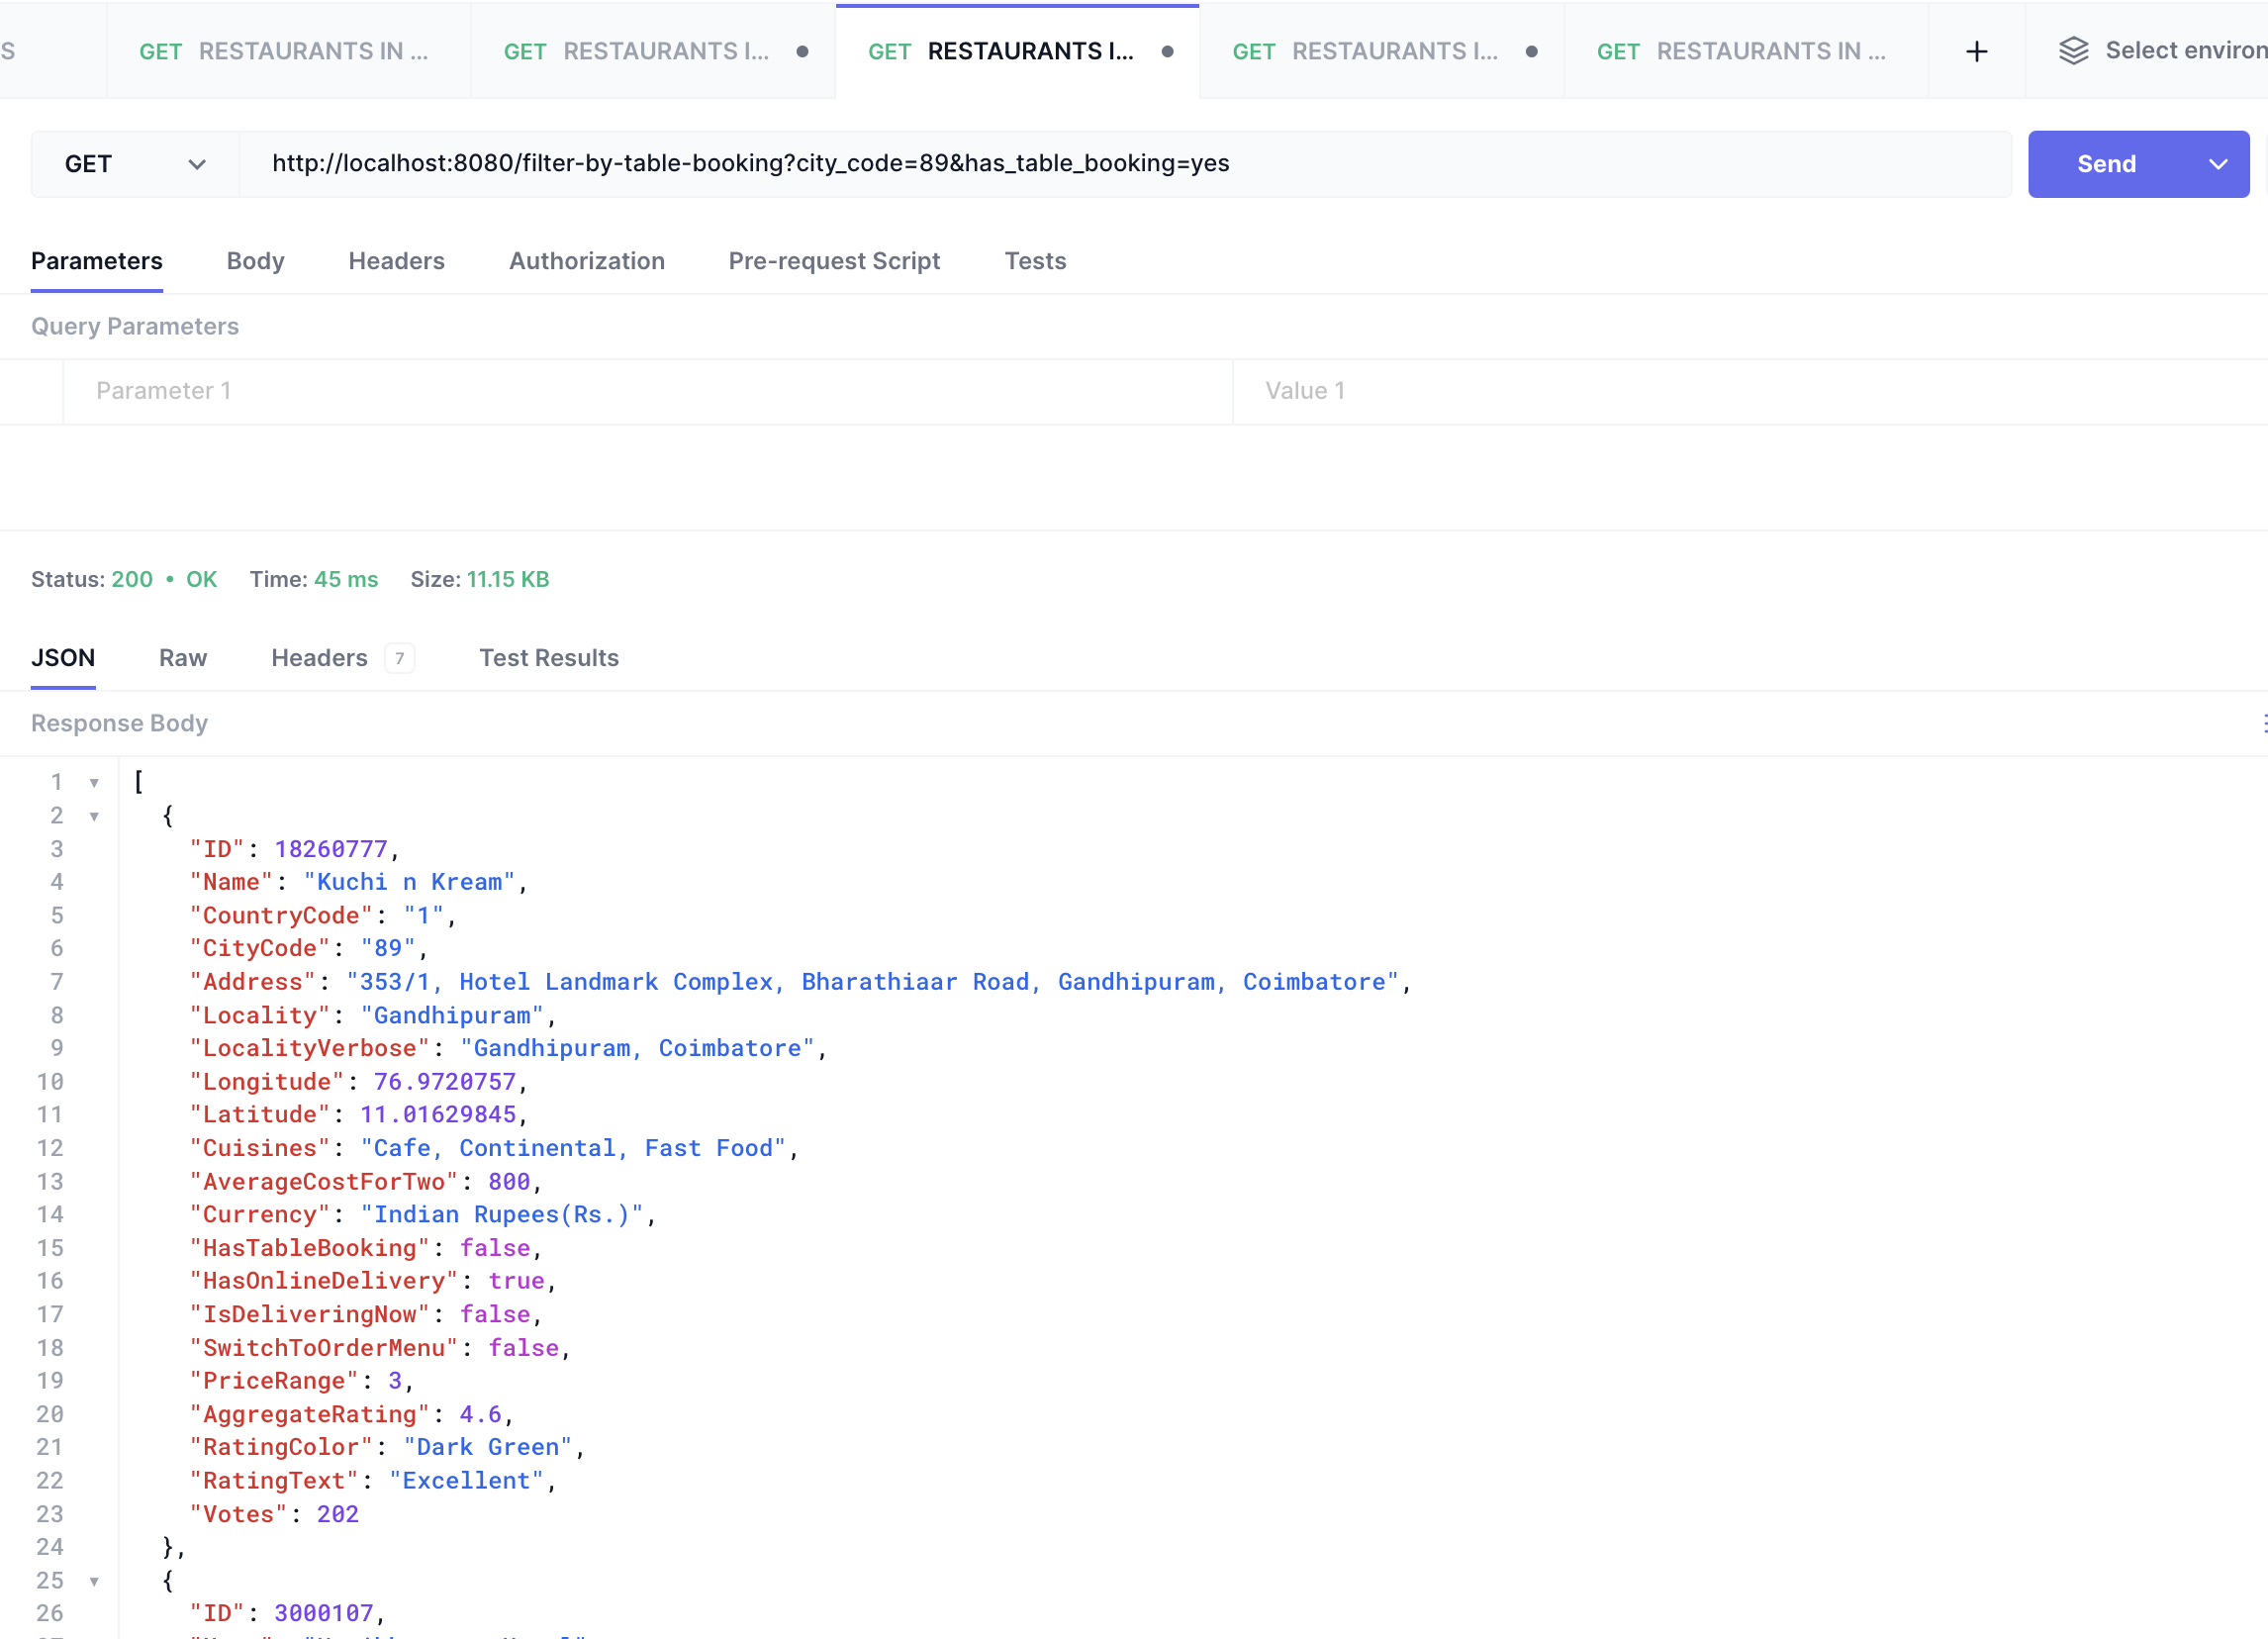 S
GET RESTAURANTS IN ...
GET RESTAURANTS I...
GET RESTAURANTS I...
GET RESTAURANTS I...
GET RESTAURANTS IN ...
+
Select environ
GET
http://localhost:8080/filter-by-table-booking?city_code=89&has_table_booking=yes
Send
Parameters Body Headers Authorization Pre-request Script Tests
Query Parameters
Parameter 1 Value 1
Status: 200 • OK Time: 45 ms Size: 11.15 KB
JSON Raw Headers 7 Test Results
Response Body
1 [
2 {
3 "ID": 18260777,
4 "Name": "Kuchi n Kream",
5 "CountryCode": "1",
6 "CityCode": "89",
7 "Address": "353/1, Hotel Landmark Complex, Bharathiaar Road, Gandhipuram, Coimbatore",
8 "Locality": "Gandhipuram",
9 "LocalityVerbose": "Gandhipuram, Coimbatore",
10 "Longitude": 76.9720757,
11 "Latitude": 11.01629845,
12 "Cuisines": "Cafe, Continental, Fast Food",
13 "AverageCostForTwo": 800,
14 "Currency": "Indian Rupees(Rs.)",
15 "HasTableBooking": false,
16 "HasOnlineDelivery": true,
17 "IsDeliveringNow": false,
18 "SwitchToOrderMenu": false,
19 "PriceRange": 3,
20 "AggregateRating": 4.6,
21 "RatingColor": "Dark Green",
22 "RatingText": "Excellent",
23 "Votes": 202
24 },
25 {
26 "ID": 3000107,